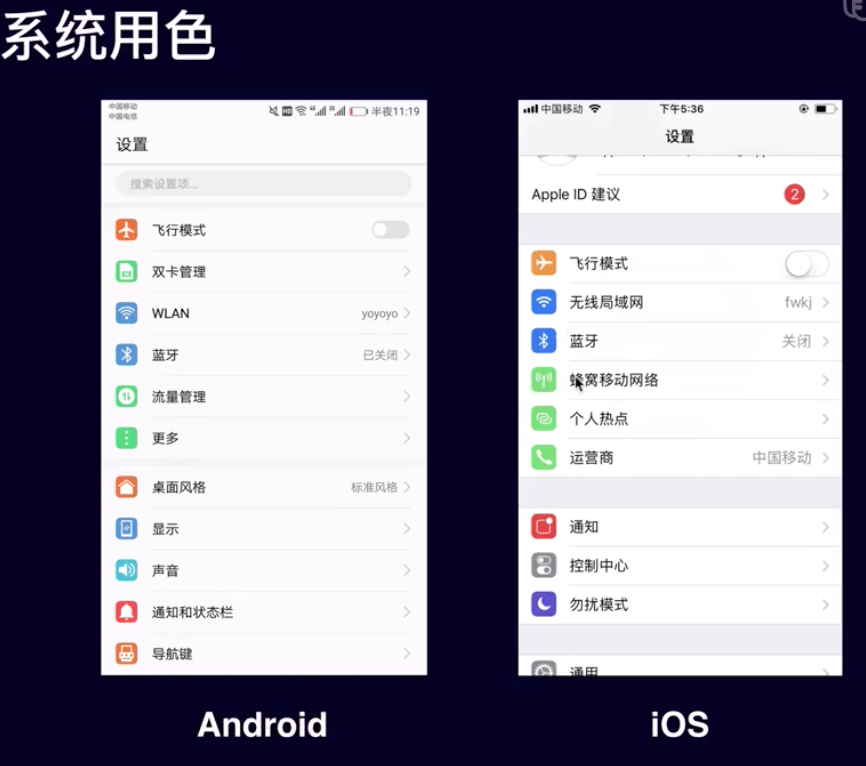 系统用色
中国移动
中国电信
HD 半夜11:19
设置
搜索设置项...
飞行模式
双卡管理
WLAN yoyoyo
蓝牙 已关闭
流量管理
更多
桌面风格 标准风格
显示
声音
通知和状态栏
导航键
Android
中国移动 下午5:36
设置
Apple ID 建议 2
飞行模式
无线局域网 fwkj
蓝牙 关闭
蜂窝移动网络
个人热点
运营商 中国移动
通知
控制中心
勿扰模式
通用
iOS